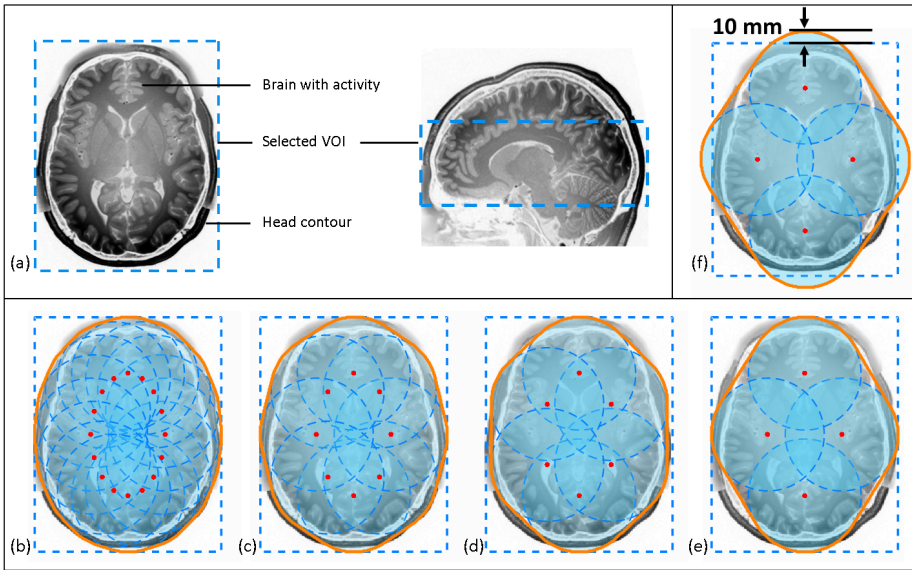 Brain with activity
Selected VOI
Head contour
(a)
10 mm
(f)
(b)
(c)
(d)
(e)